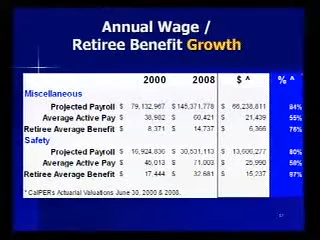 Annual Wage /
Retiree Benefit Growth
2000 2008 $ ^ % ^
Miscellaneous
Projected Payroll $ 79,132,967 $145,371,778 $ 66,238,811 84%
Average Active Pay $ 38,982 $ 60,421 $ 21,439 55%
Retiree Average Benefit $ 8,371 $ 14,737 $ 6,366 76%
Safety
Projected Payroll $ 16,924,836 $ 30,531,113 $ 13,606,277 80%
Average Active Pay $ 45,013 $ 71,003 $ 25,990 58%
Retiree Average Benefit $ 17,444 $ 32,681 $ 15,237 87%
* CalPERs Actuarial Valuations June 30, 2000 & 2008.